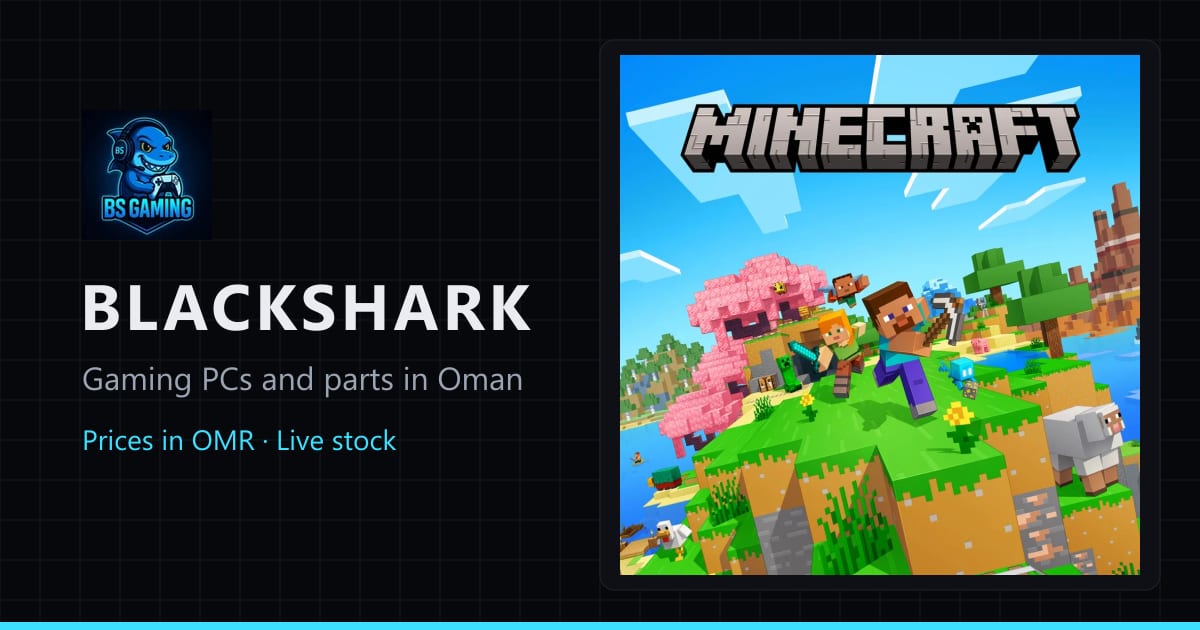 BS
BS GAMING
BLACKSHARK
Gaming PCs and parts in Oman
Prices in OMR · Live stock
MINECRAFT